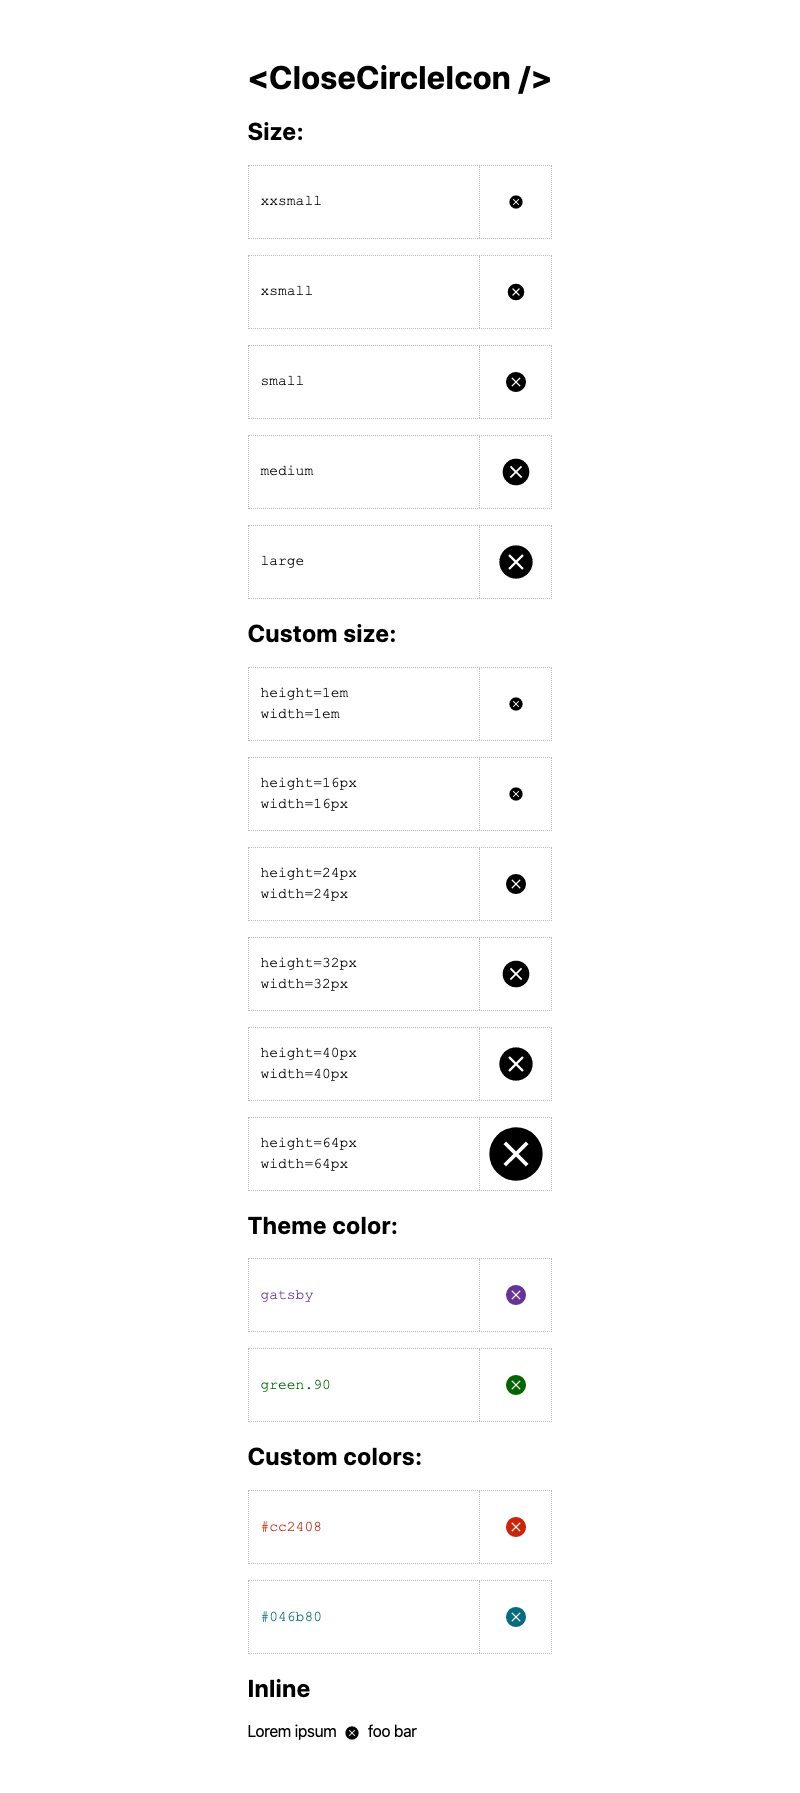 <CloseCircleIcon />
Size:
xxsmall
xsmall
small
medium
large
Custom size:
height=1em
width=1em
height=16px
width=16px
height=24px
width=24px
height=32px
width=32px
height=40px
width=40px
height=64px
width=64px
Theme color:
gatsby
green.90
Custom colors:
#cc2408
#046b80
Inline
Lorem ipsum foo bar